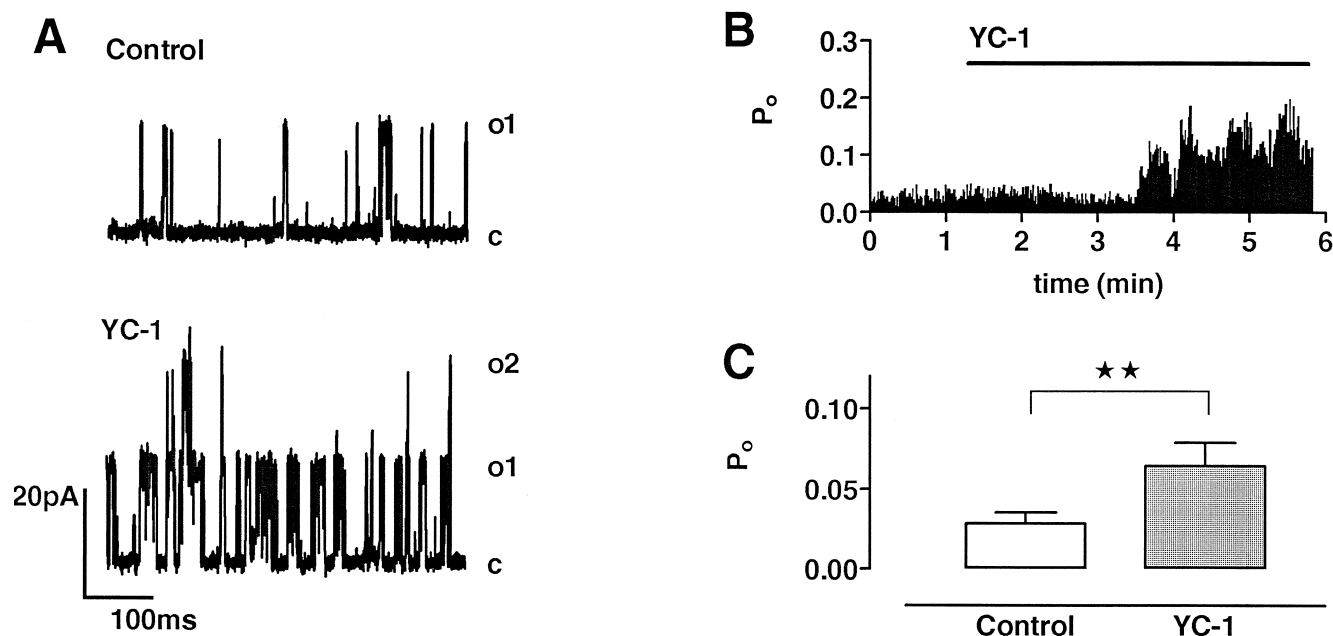 A
Control
o1
c
YC-1
o2
o1
20pA
c
100ms
B
YC-1
0.3
0.2
0.1
0.0
Po
0 1 2 3 4 5 6
time (min)
C
★★
0.10
0.05
0.00
Po
Control YC-1